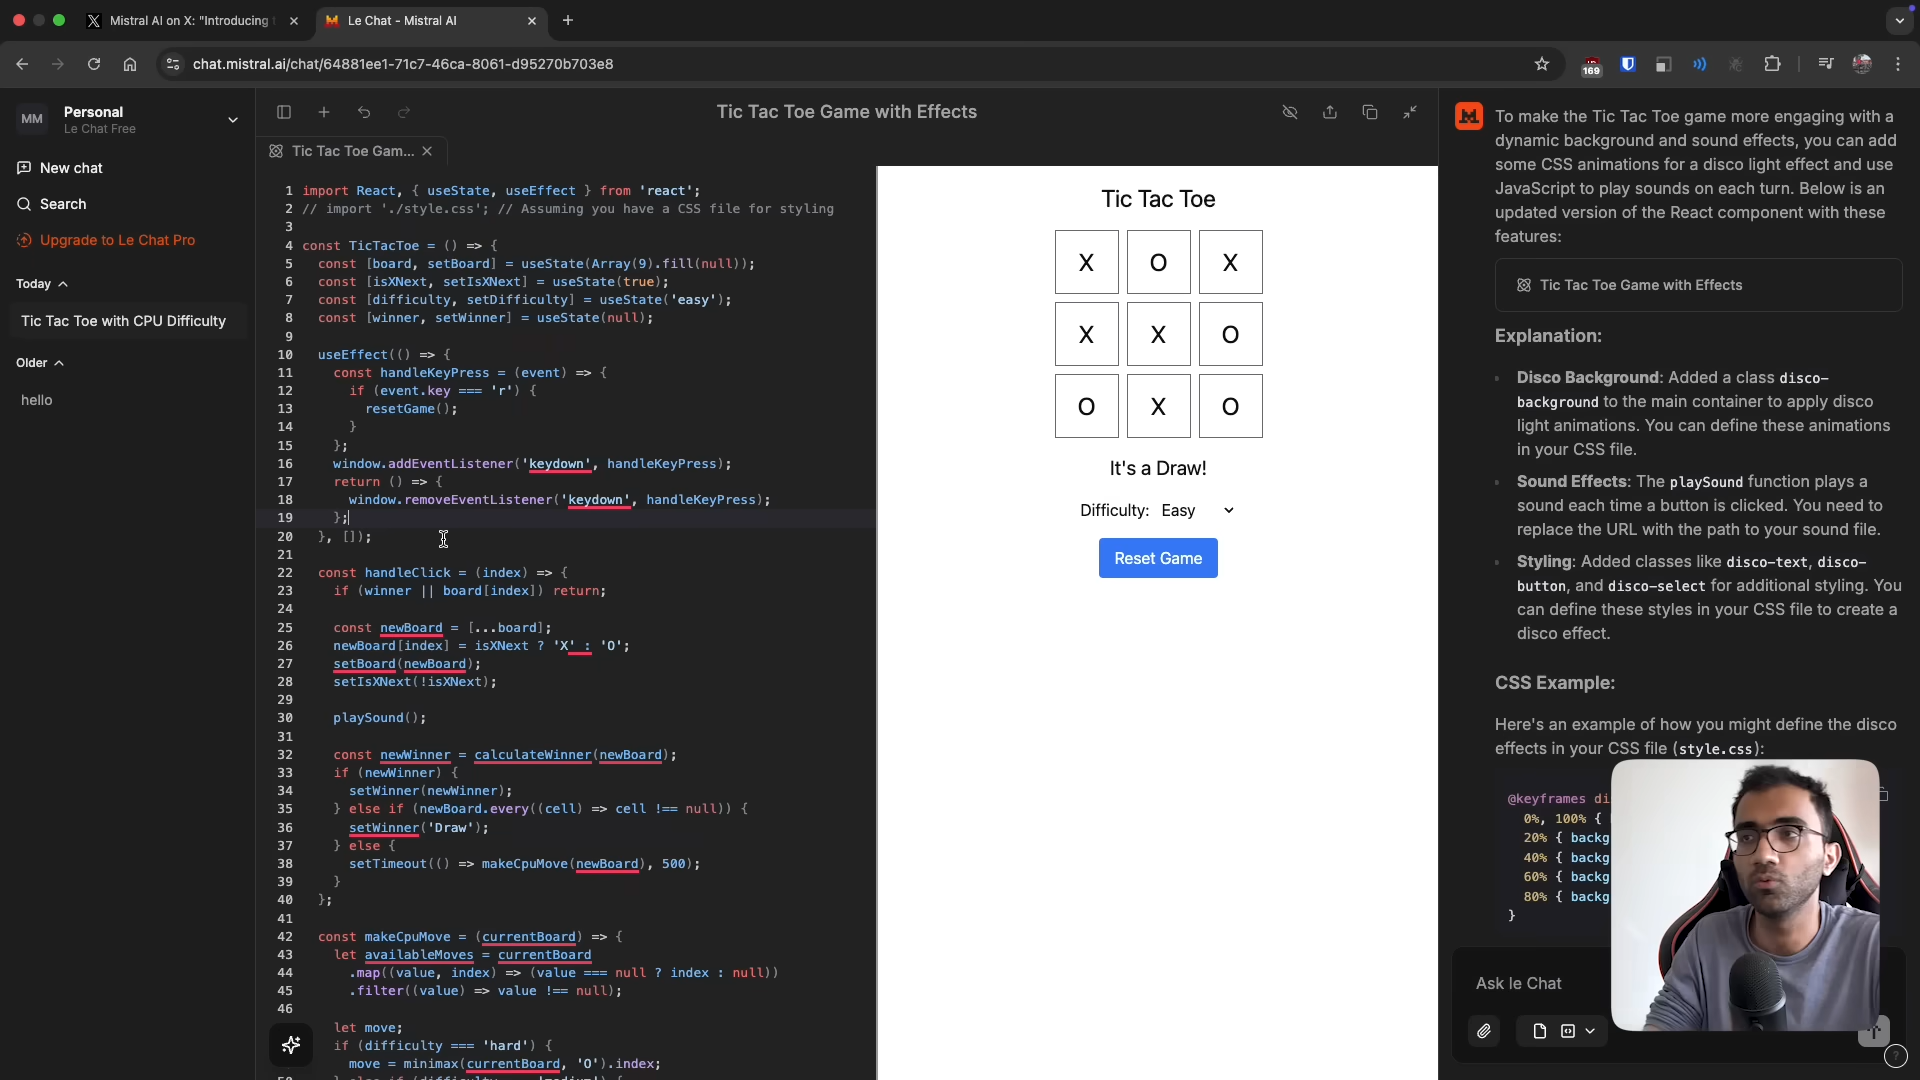 Mistral AI on X: "Introducing
Le Chat - Mistral AI
chat.mistral.ai/chat/64881ee1-71c7-46ca-8061-d95270b703e8
169
MM
Personal
Le Chat Free
New chat
Search
Upgrade to Le Chat Pro
Today
Tic Tac Toe with CPU Difficulty
Older
hello
Tic Tac Toe Game with Effects
Tic Tac Toe Gam...
1 import React, { useState, useEffect } from 'react';
2 // import './style.css'; // Assuming you have a CSS file for styling
3
4 const TicTacToe = () => {
5 const [board, setBoard] = useState(Array(9).fill(null));
6 const [isXNext, setIsXNext] = useState(true);
7 const [difficulty, setDifficulty] = useState('easy');
8 const [winner, setWinner] = useState(null);
9
10 useEffect(() => {
11 const handleKeyPress = (event) => {
12 if (event.key === 'r') {
13 resetGame();
14 }
15 };
16 window.addEventListener('keydown', handleKeyPress);
17 return () => {
18 window.removeEventListener('keydown', handleKeyPress);
19 };
20 }, []);
21
22 const handleClick = (index) => {
23 if (winner || board[index]) return;
24
25 const newBoard = [...board];
26 newBoard[index] = isXNext ? 'X' : 'O';
27 setBoard(newBoard);
28 setIsXNext(!isXNext);
29
30 playSound();
31
32 const newWinner = calculateWinner(newBoard);
33 if (newWinner) {
34 setWinner(newWinner);
35 } else if (newBoard.every((cell) => cell !== null)) {
36 setWinner('Draw');
37 } else {
38 setTimeout(() => makeCpuMove(newBoard), 500);
39 }
40 };
41
42 const makeCpuMove = (currentBoard) => {
43 let availableMoves = currentBoard
44 .map((value, index) => (value === null ? index : null))
45 .filter((value) => value !== null);
46
let move;
if (difficulty === 'hard') {
move = minimax(currentBoard, 'O').index;
Tic Tac Toe
X O X
X X O
O X O
It's a Draw!
Difficulty: Easy
Reset Game
To make the Tic Tac Toe game more engaging with a
dynamic background and sound effects, you can add
some CSS animations for a disco light effect and use
JavaScript to play sounds on each turn. Below is an
updated version of the React component with these
features:
Tic Tac Toe Game with Effects
Explanation:
Disco Background: Added a class disco-
background to the main container to apply disco
light animations. You can define these animations
in your CSS file.
Sound Effects: The playSound function plays a
sound each time a button is clicked. You need to
replace the URL with the path to your sound file.
Styling: Added classes like disco-text, disco-
button, and disco-select for additional styling. You
can define these styles in your CSS file to create a
disco effect.
CSS Example:
Here's an example of how you might define the disco
effects in your CSS file (style.css):
@keyframes di
0%, 100% {
20% { backg
40% { backg
60% { backg
80% { backg
}
Ask le Chat
?